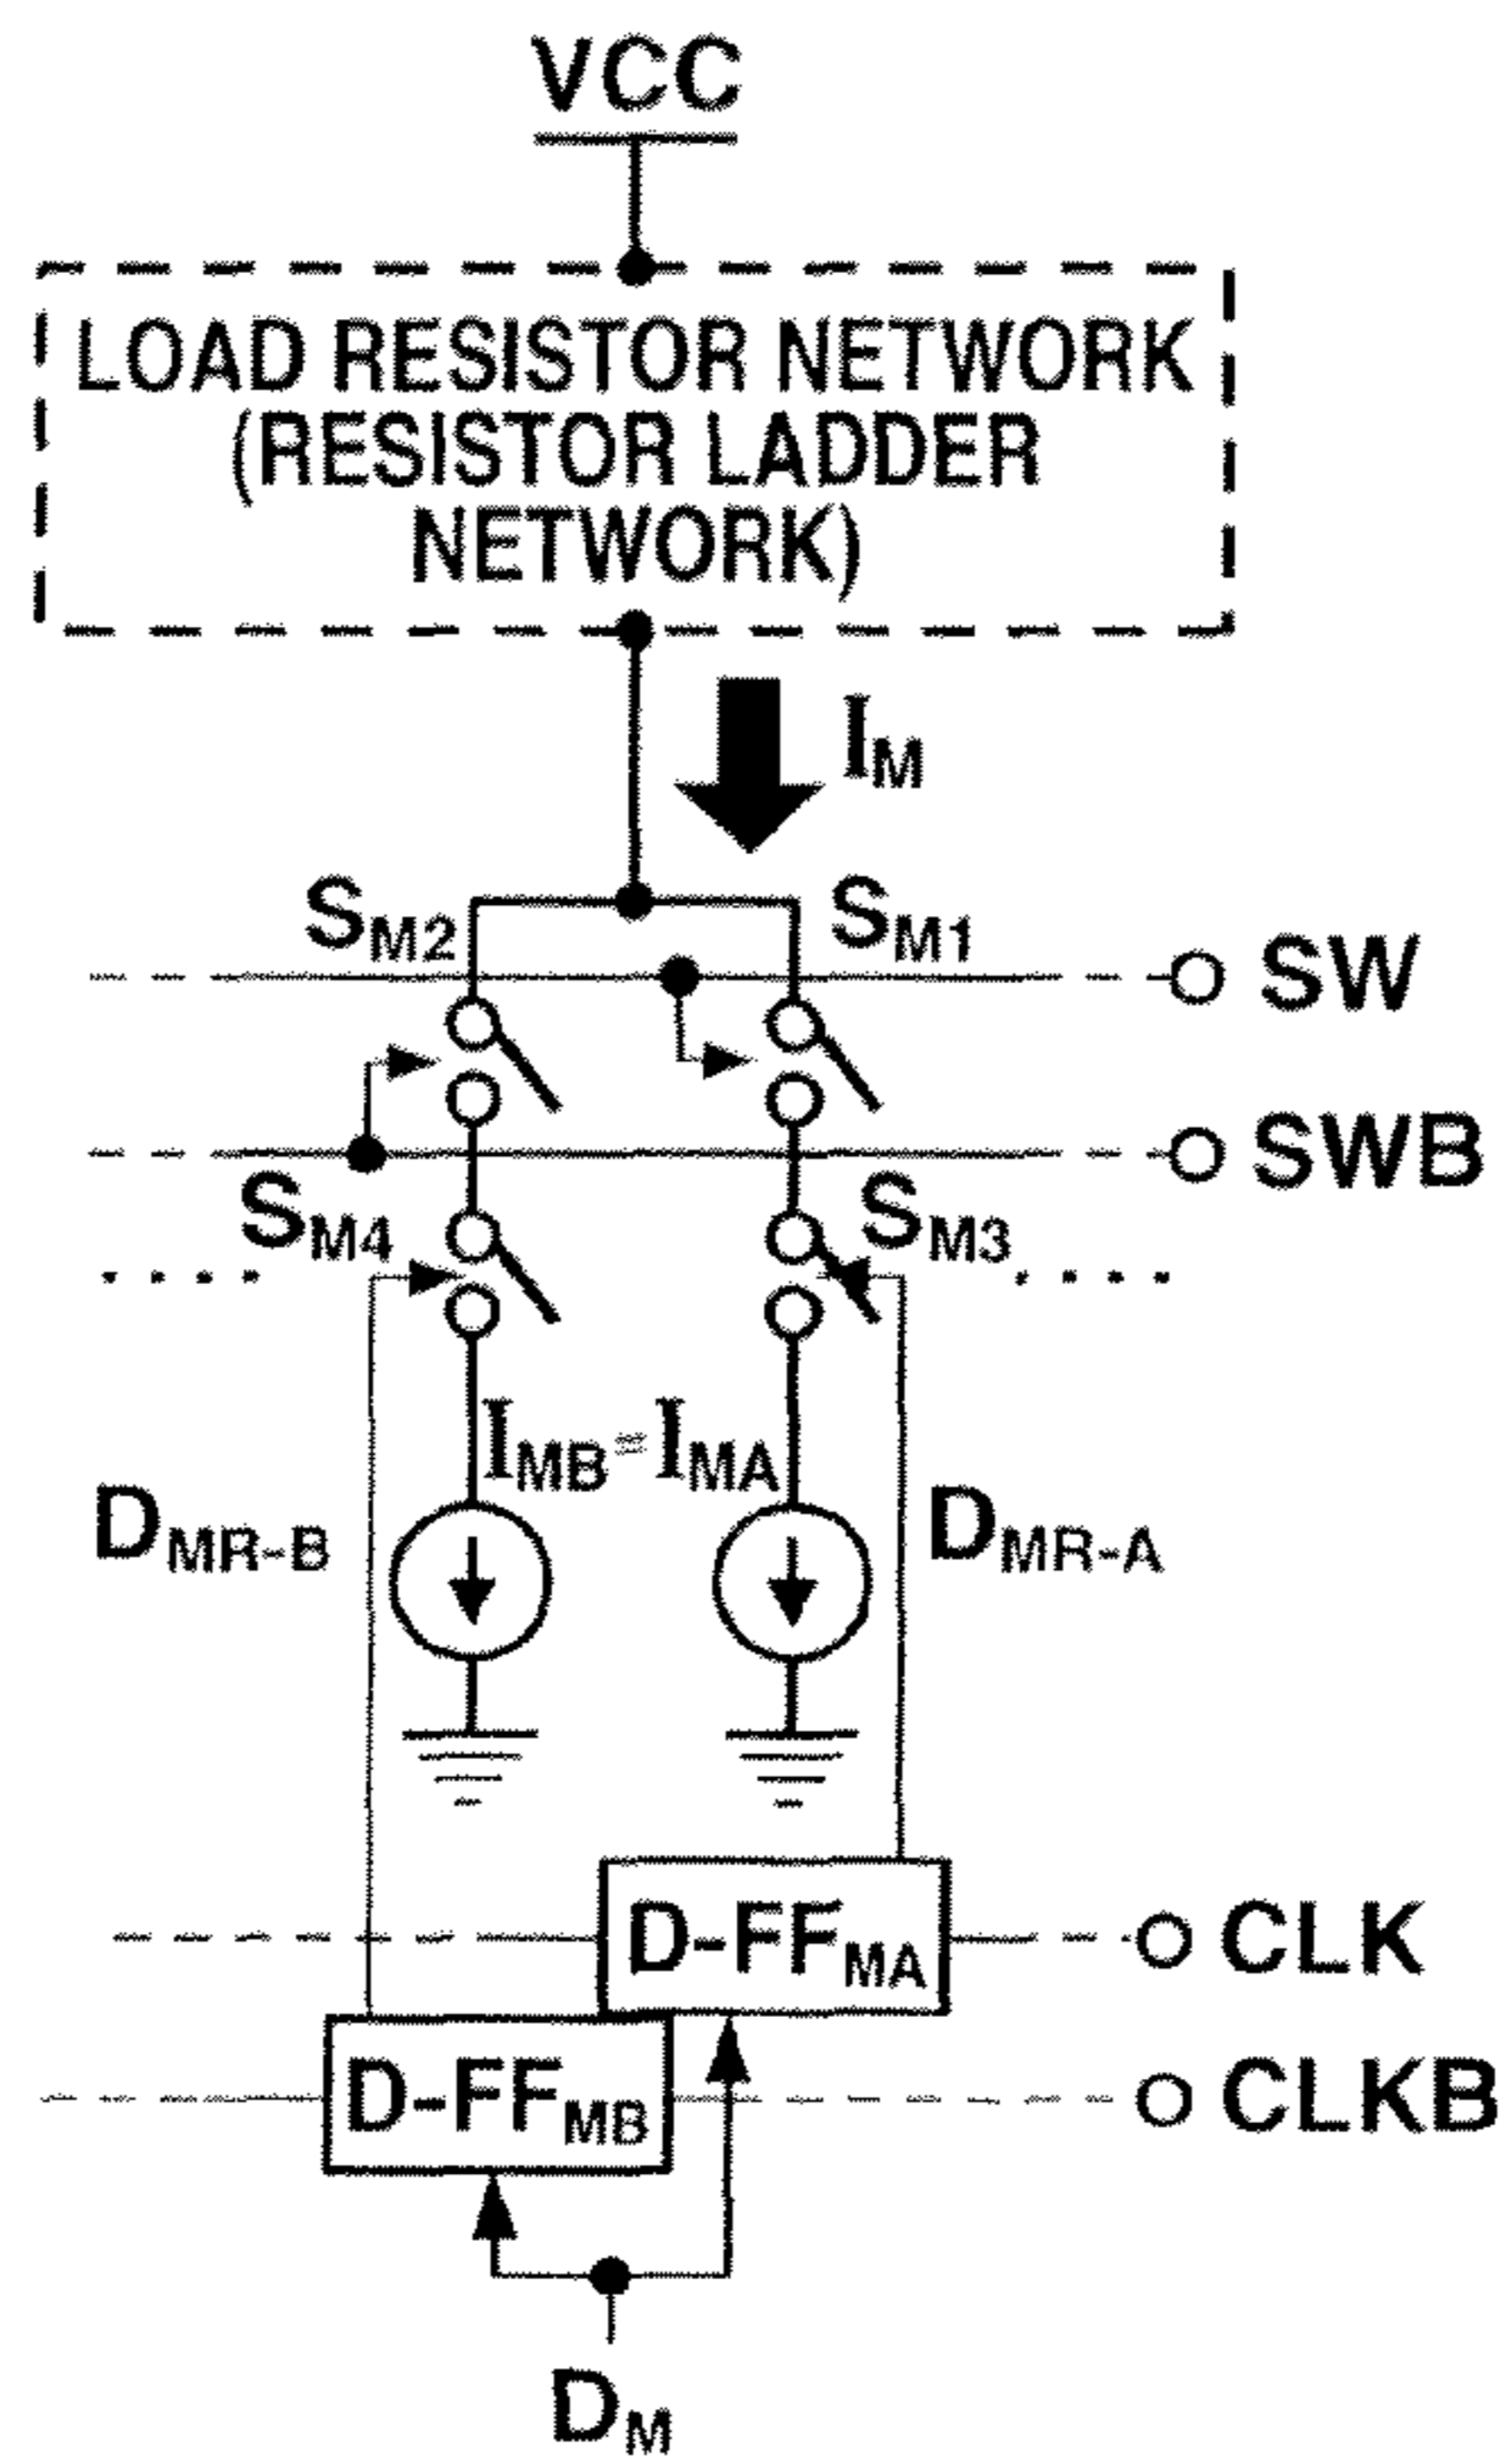 VCC
LOAD RESISTOR NETWORK
(RESISTOR LADDER
NETWORK)
IM
SM2
SM1
SW
SWB
SM4
SM3
IMB=IMA
DMR-B
DMR-A
D-FFMA
CLK
D-FFMB
CLKB
DM